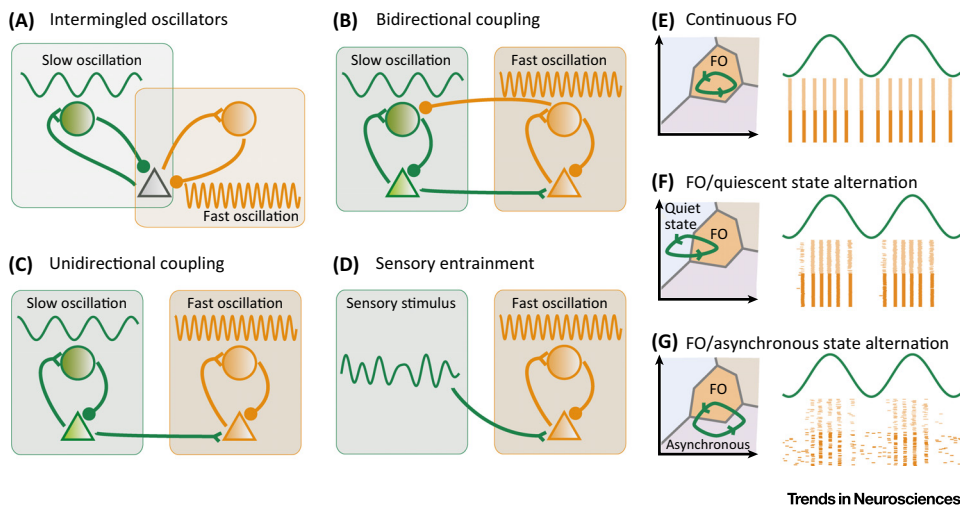 (A) Intermingled oscillators
Slow oscillation
Fast oscillation
(B) Bidirectional coupling
Slow oscillation
Fast oscillation
(C) Unidirectional coupling
Slow oscillation
Fast oscillation
(D) Sensory entrainment
Sensory stimulus
Fast oscillation
(E) Continuous FO
FO
(F) FO/quiescent state alternation
Quiet
state
FO
(G) FO/asynchronous state alternation
FO
Asynchronous
Trends in Neurosciences